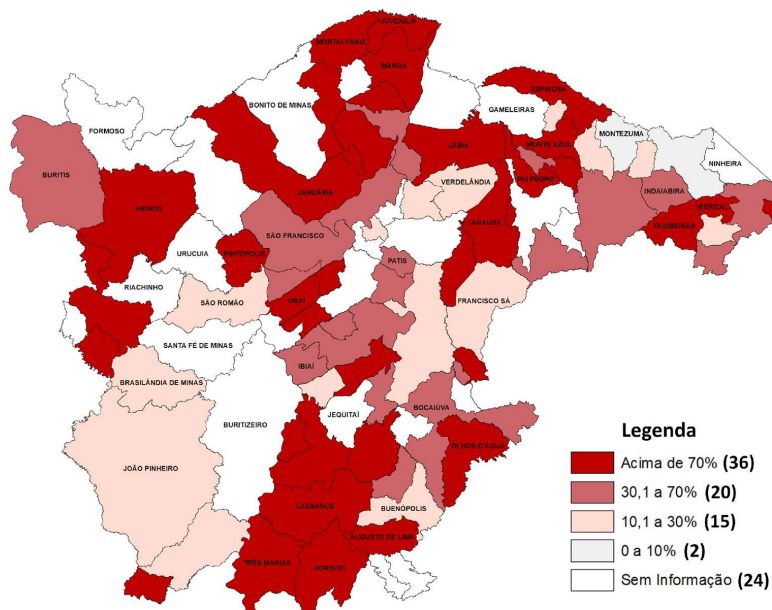 JUVENÍLIA
MONTALVÂNIA
MANGA
ESPINOSA
BONITO DE MINAS
GAMELEIRAS
FORMOSO
MONTEZUMA
JAÍBA
MONTE AZUL
NINHEIRA
BURITIS
VERDELÂNDIA
PAI PEDRO
JANUÁRIA
INDAIABIRA
ARINOS
BERIZAL
JANAÚBA
TAIOBEIRAS
SÃO FRANCISCO
URUCUIA
PINTÓPOLIS
PATIS
RIACHINHO
SÃO ROMÃO
UBAÍ
FRANCISCO SÁ
SANTA FÉ DE MINAS
IBIAÍ
BRASILÂNDIA DE MINAS
JEQUITAÍ
BOCAIÚVA
BURITIZEIRO
OLHOS-D'ÁGUA
JOÃO PINHEIRO
LASSANCE
BUENÓPOLIS
AUGUSTO DE LIMA
TRÊS MARIAS
CORINTO
Legenda
Acima de 70% (36)
30,1 a 70% (20)
10,1 a 30% (15)
0 a 10% (2)
Sem Informação (24)